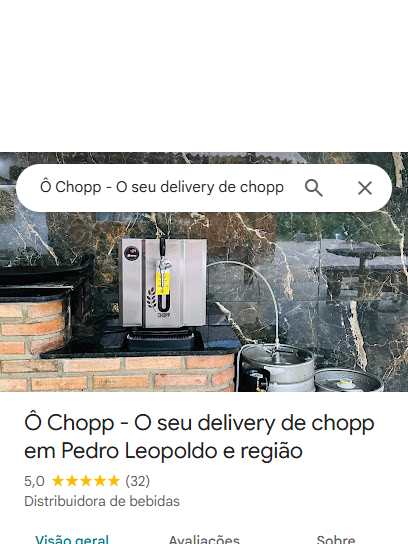 Ô Chopp - O seu delivery de chopp
CHOPP
Ô Chopp - O seu delivery de chopp
em Pedro Leopoldo e região
5,0 (32)
Distribuidora de bebidas
Visão geral Avaliações Sobre